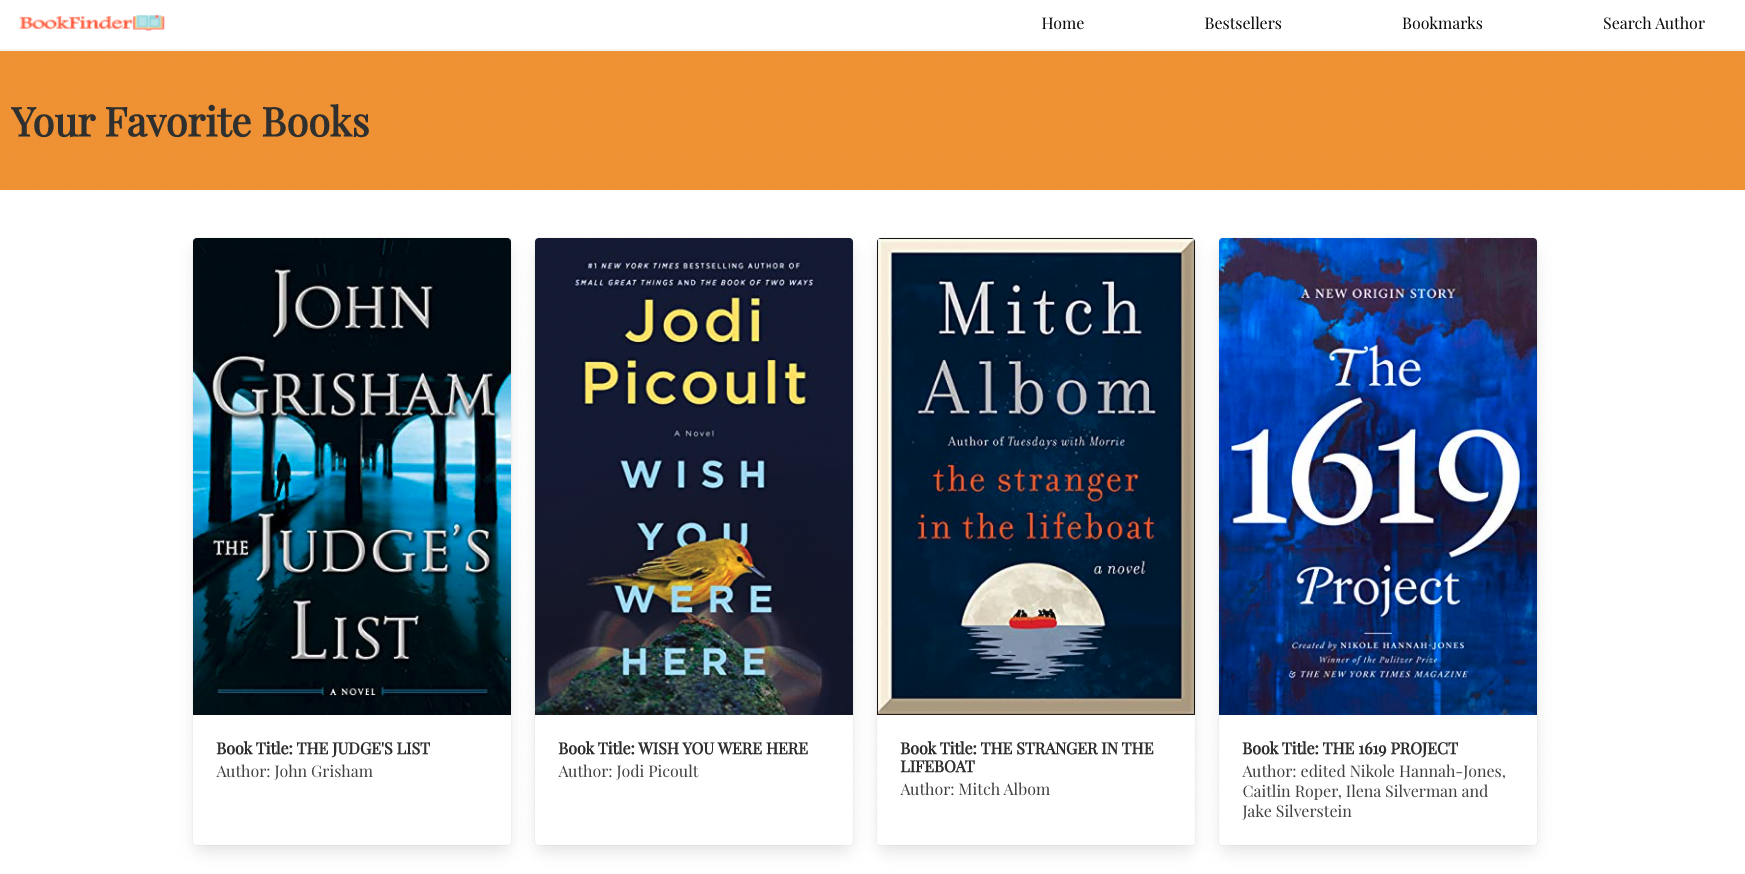 BookFinder
Home
Bestsellers
Bookmarks
Search Author
Your Favorite Books
JOHN
GRISHAM
THE JUDGE'S
LIST
A NOVEL
Book Title: THE JUDGE'S LIST
Author: John Grisham
#1 NEW YORK TIMES BESTSELLING AUTHOR OF
SMALL GREAT THINGS AND THE BOOK OF TWO WAYS
Jodi
Picoult
A Novel
WISH
YOU
WERE
HERE
Book Title: WISH YOU WERE HERE
Author: Jodi Picoult
Mitch
Albom
Author of Tuesdays with Morrie
the stranger
in the lifeboat
a novel
Book Title: THE STRANGER IN THE
LIFEBOAT
Author: Mitch Albom
A NEW ORIGIN STORY
The
1619
Project
Created by NIKOLE HANNAH-JONES
Winner of the Pulitzer Prize
& THE NEW YORK TIMES MAGAZINE
Book Title: THE 1619 PROJECT
Author: edited Nikole Hannah-Jones,
Caitlin Roper, Ilena Silverman and
Jake Silverstein